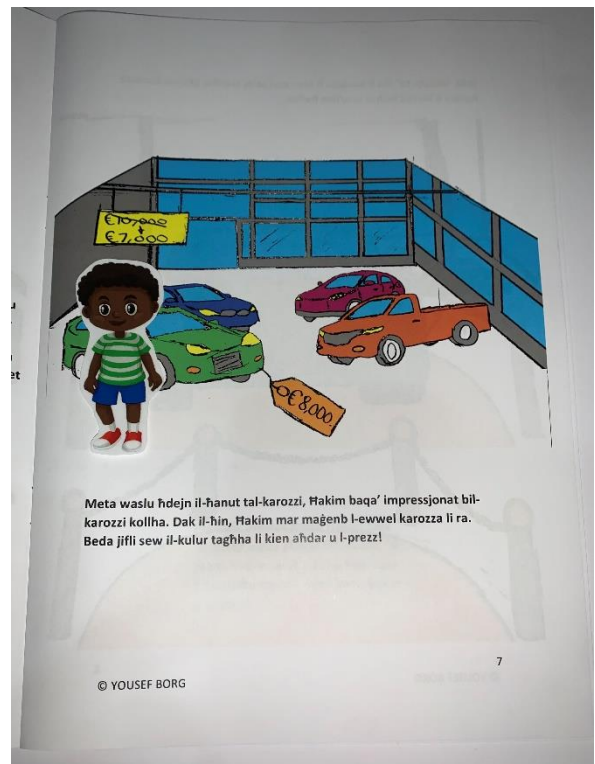 €10,000
€7,000
€8,000.
Meta waslu ħdejn il-ħanut tal-karozzi, Ħakim baqa’ impressjonat bil-
karozzi kollha. Dak il-ħin, Ħakim mar maġenb l-ewwel karozza li ra.
Beda jifli sew il-kulur tagħha li kien aħdar u l-prezz!
7
© YOUSEF BORG